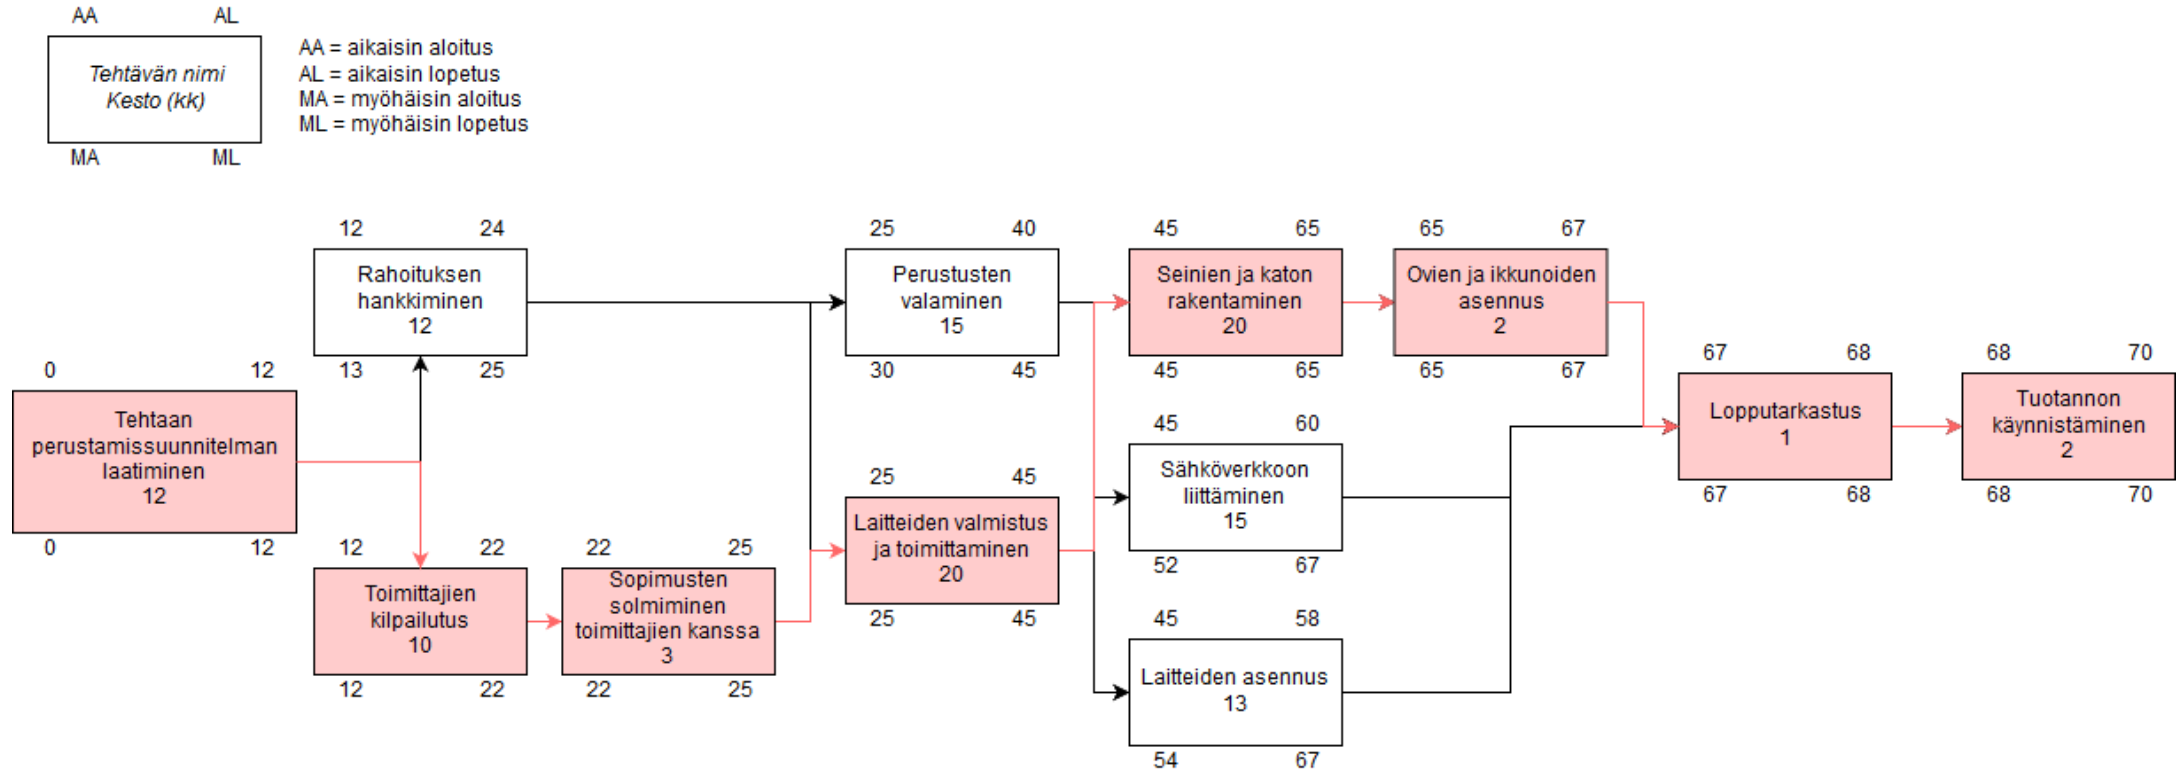 AA AL
Tehtävän nimi
Kesto (kk)
MA ML
AA = aikaisin aloitus
AL = aikaisin lopetus
MA = myöhäisin aloitus
ML = myöhäisin lopetus
0 12
Tehtaan
perustamissuunnitelman
laatiminen
12
0 12
12 24
Rahoituksen
hankkiminen
12
13 25
12 22
Toimittajien
kilpailutus
10
12 22
22 25
Sopimusten
solmiminen
toimittajien kanssa
3
22 25
25 40
Perustusten
valaminen
15
30 45
25 45
Laitteiden valmistus
ja toimittaminen
20
25 45
45 65
Seinien ja katon
rakentaminen
20
45 65
65 67
Ovien ja ikkunoiden
asennus
2
65 67
45 60
Sähköverkkoon
liittäminen
15
52 67
45 58
Laitteiden asennus
13
54 67
67 68
Lopputarkastus
1
67 68
68 70
Tuotannon
käynnistäminen
2
68 70